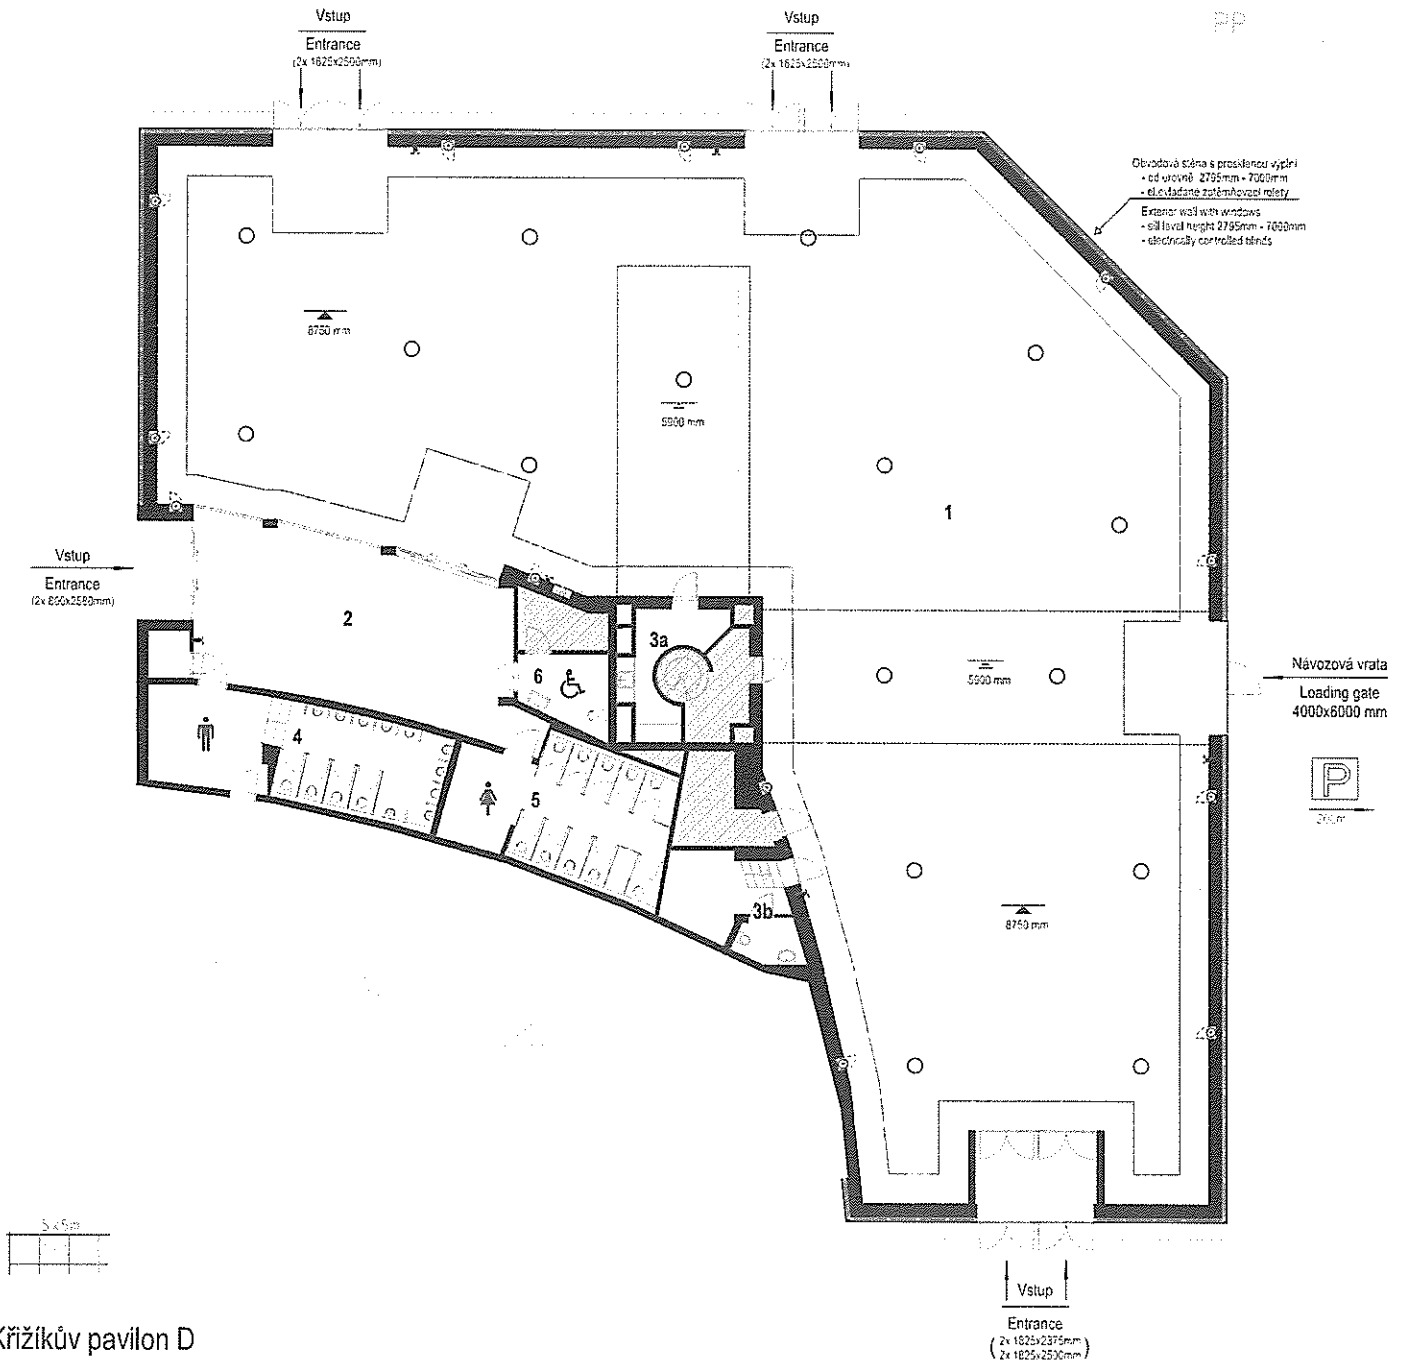 Vstup
Entrance
(2x 1625x2500mm)
Vstup
Entrance
(2x 1625x2500mm)
PP
Obvodová stěna s prosklenou výplní
- od úrovně 2795mm - 7000mm
- el.ovládané zatemňovací rolety
Exterior wall with windows
- sill level height 2795mm - 7000mm
- electrically controlled blinds
8750 mm
5900 mm
1
Vstup
Entrance
(2x 800x2580mm)
2
3a
6
5900 mm
Návozová vrata
Loading gate
4000x6000 mm
4
5
P
3b
8750 mm
5x5m
Vstup
Entrance
( 2x 1825x2375mm )
2x 1825x2500mm
Křižíkův pavilon D